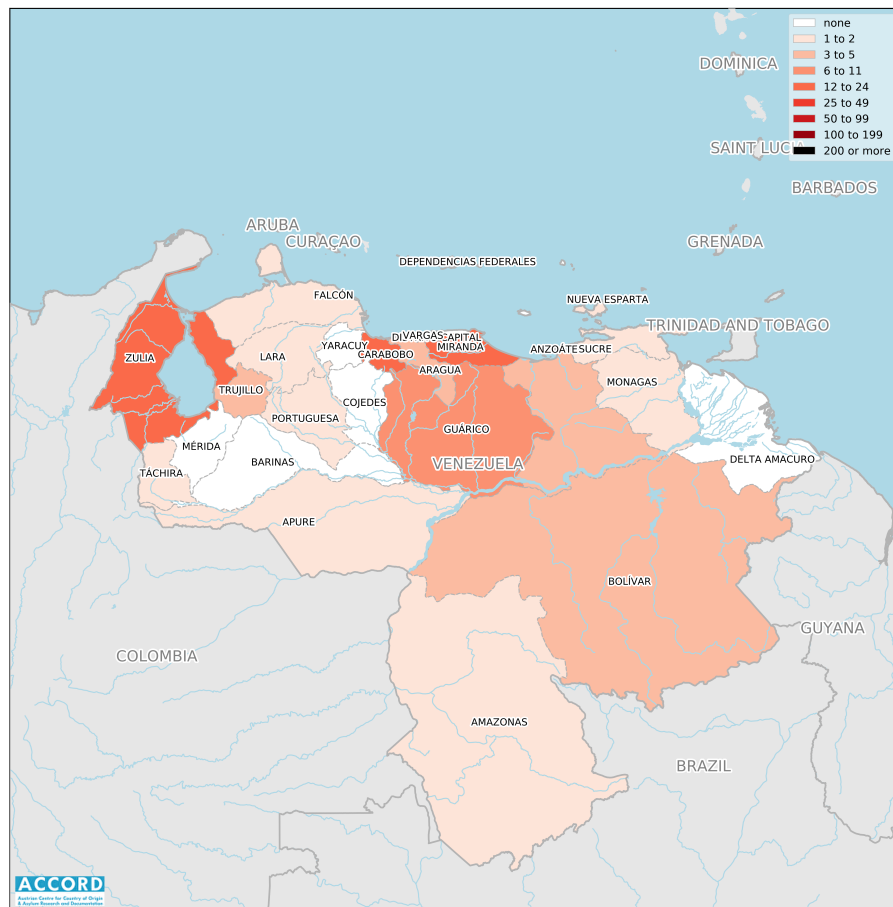 none
1 to 2
3 to 5
6 to 11
12 to 24
25 to 49
50 to 99
100 to 199
200 or more
DOMINICA
SAINT LUCIA
BARBADOS
ARUBA
CURAÇAO
GRENADA
DEPENDENCIAS FEDERALES
FALCÓN
NUEVA ESPARTA
TRINIDAD AND TOBAGO
YARACUY
DI
VARGAS
CAPITAL
MIRANDA
ZULIA
LARA
CARABOBO
ANZOÁTE
SUCRE
ARAGUA
TRUJILLO
MONAGAS
COJEDES
PORTUGUESA
GUÁRICO
MÉRIDA
BARINAS
VENEZUELA
DELTA AMACURO
TÁCHIRA
APURE
BOLÍVAR
GUYANA
COLOMBIA
AMAZONAS
BRAZIL
ACCORD
Austrian Centre for Country of Origin
& Asylum Research and Documentation